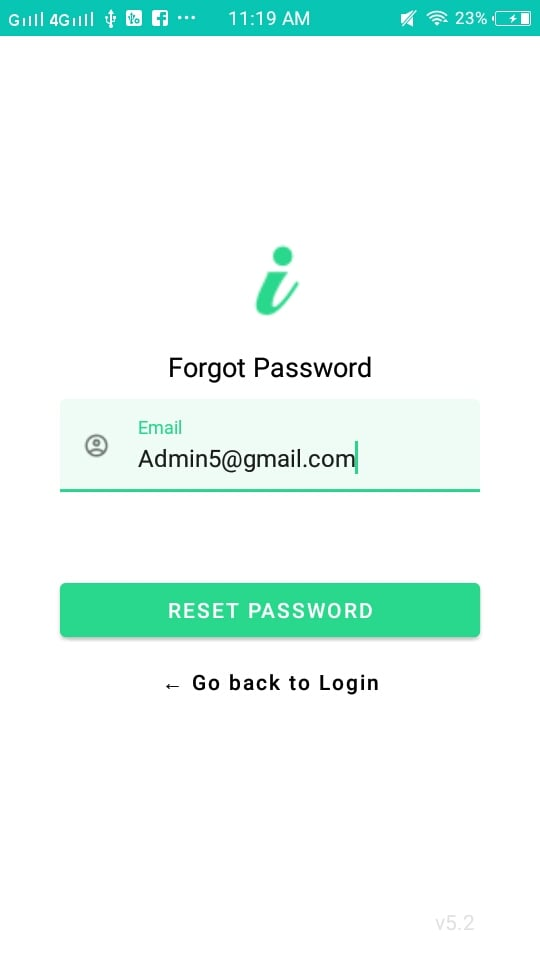 G 4G 11:19 AM 23%
i
Forgot Password
Email
Admin5@gmail.com
RESET PASSWORD
← Go back to Login
v5.2